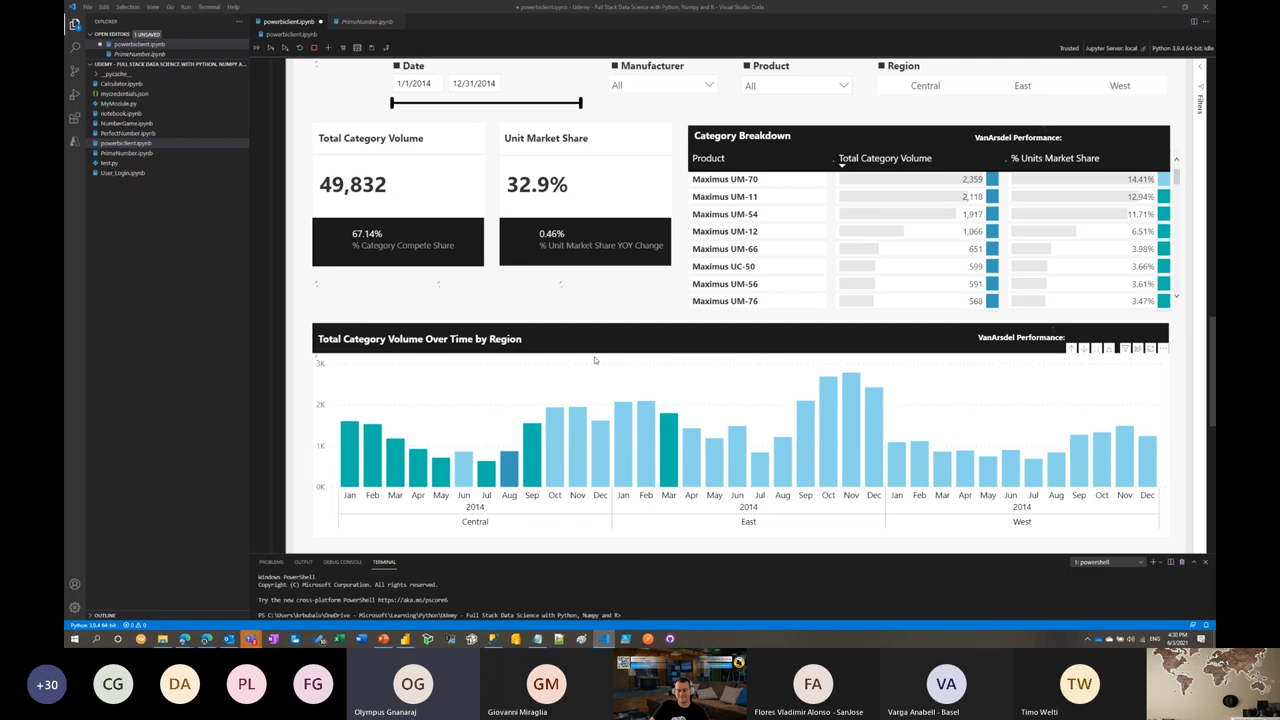 File Edit Selection View Go Run Terminal Help
● powerbiclient.ipynb - Udemy - Full Stack Data Science with Python, Numpy and R - Visual Studio Code
EXPLORER
OPEN EDITORS 1 UNSAVED
powerbiclient.ipynb
PrimeNumber.ipynb
UDEMY - FULL STACK DATA SCIENCE WITH PYTHON, NUMPY A...
__pycache__
Calculator.ipynb
mycredentials.json
MyModule.py
notebook.ipynb
NumberGame.ipynb
PerfectNumber.ipynb
powerbiclient.ipynb
PrimeNumber.ipynb
test.py
User_Login.ipynb
OUTLINE
powerbiclient.ipynb
PrimeNumber.ipynb
powerbiclient.ipynb
Trusted Jupyter Server: local Python 3.9.4 64-bit: Idle
Date
1/1/2014 12/31/2014
Manufacturer
All
Product
All
Region
Central East West
Filters
Total Category Volume
49,832
67.14%
% Category Compete Share
Unit Market Share
32.9%
0.46%
% Unit Market Share YOY Change
Category Breakdown VanArsdel Performance:
Product Total Category Volume % Units Market Share
Maximus UM-70 2,359 14.41%
Maximus UM-11 2,118 12.94%
Maximus UM-54 1,917 11.71%
Maximus UM-12 1,066 6.51%
Maximus UM-66 651 3.98%
Maximus UC-50 599 3.66%
Maximus UM-56 591 3.61%
Maximus UM-76 568 3.47%
Total Category Volume Over Time by Region VanArsdel Performance:
3K
2K
1K
0K
Jan Feb Mar Apr May Jun Jul Aug Sep Oct Nov Dec Jan Feb Mar Apr May Jun Jul Aug Sep Oct Nov Dec Jan Feb Mar Apr May Jun Jul Aug Sep Oct Nov Dec
2014 2014 2014
Central East West
PROBLEMS OUTPUT DEBUG CONSOLE TERMINAL
1: powershell
Windows PowerShell
Copyright (C) Microsoft Corporation. All rights reserved.
Try the new cross-platform PowerShell https://aka.ms/pscore6
PS C:\Users\krbubalo\OneDrive - Microsoft\Learning\Python\Udemy - Full Stack Data Science with Python, Numpy and R>
Python 3.9.4 64-bit 0 0
ENG
4:30 PM
6/3/2021
+30
CG
DA
PL
FG
OG
Olympus Gnanaraj
GM
Giovanni Miraglia
FA
Flores Vladimir Alonso - SanJose
VA
Varga Anabell - Basel
TW
Timo Welti